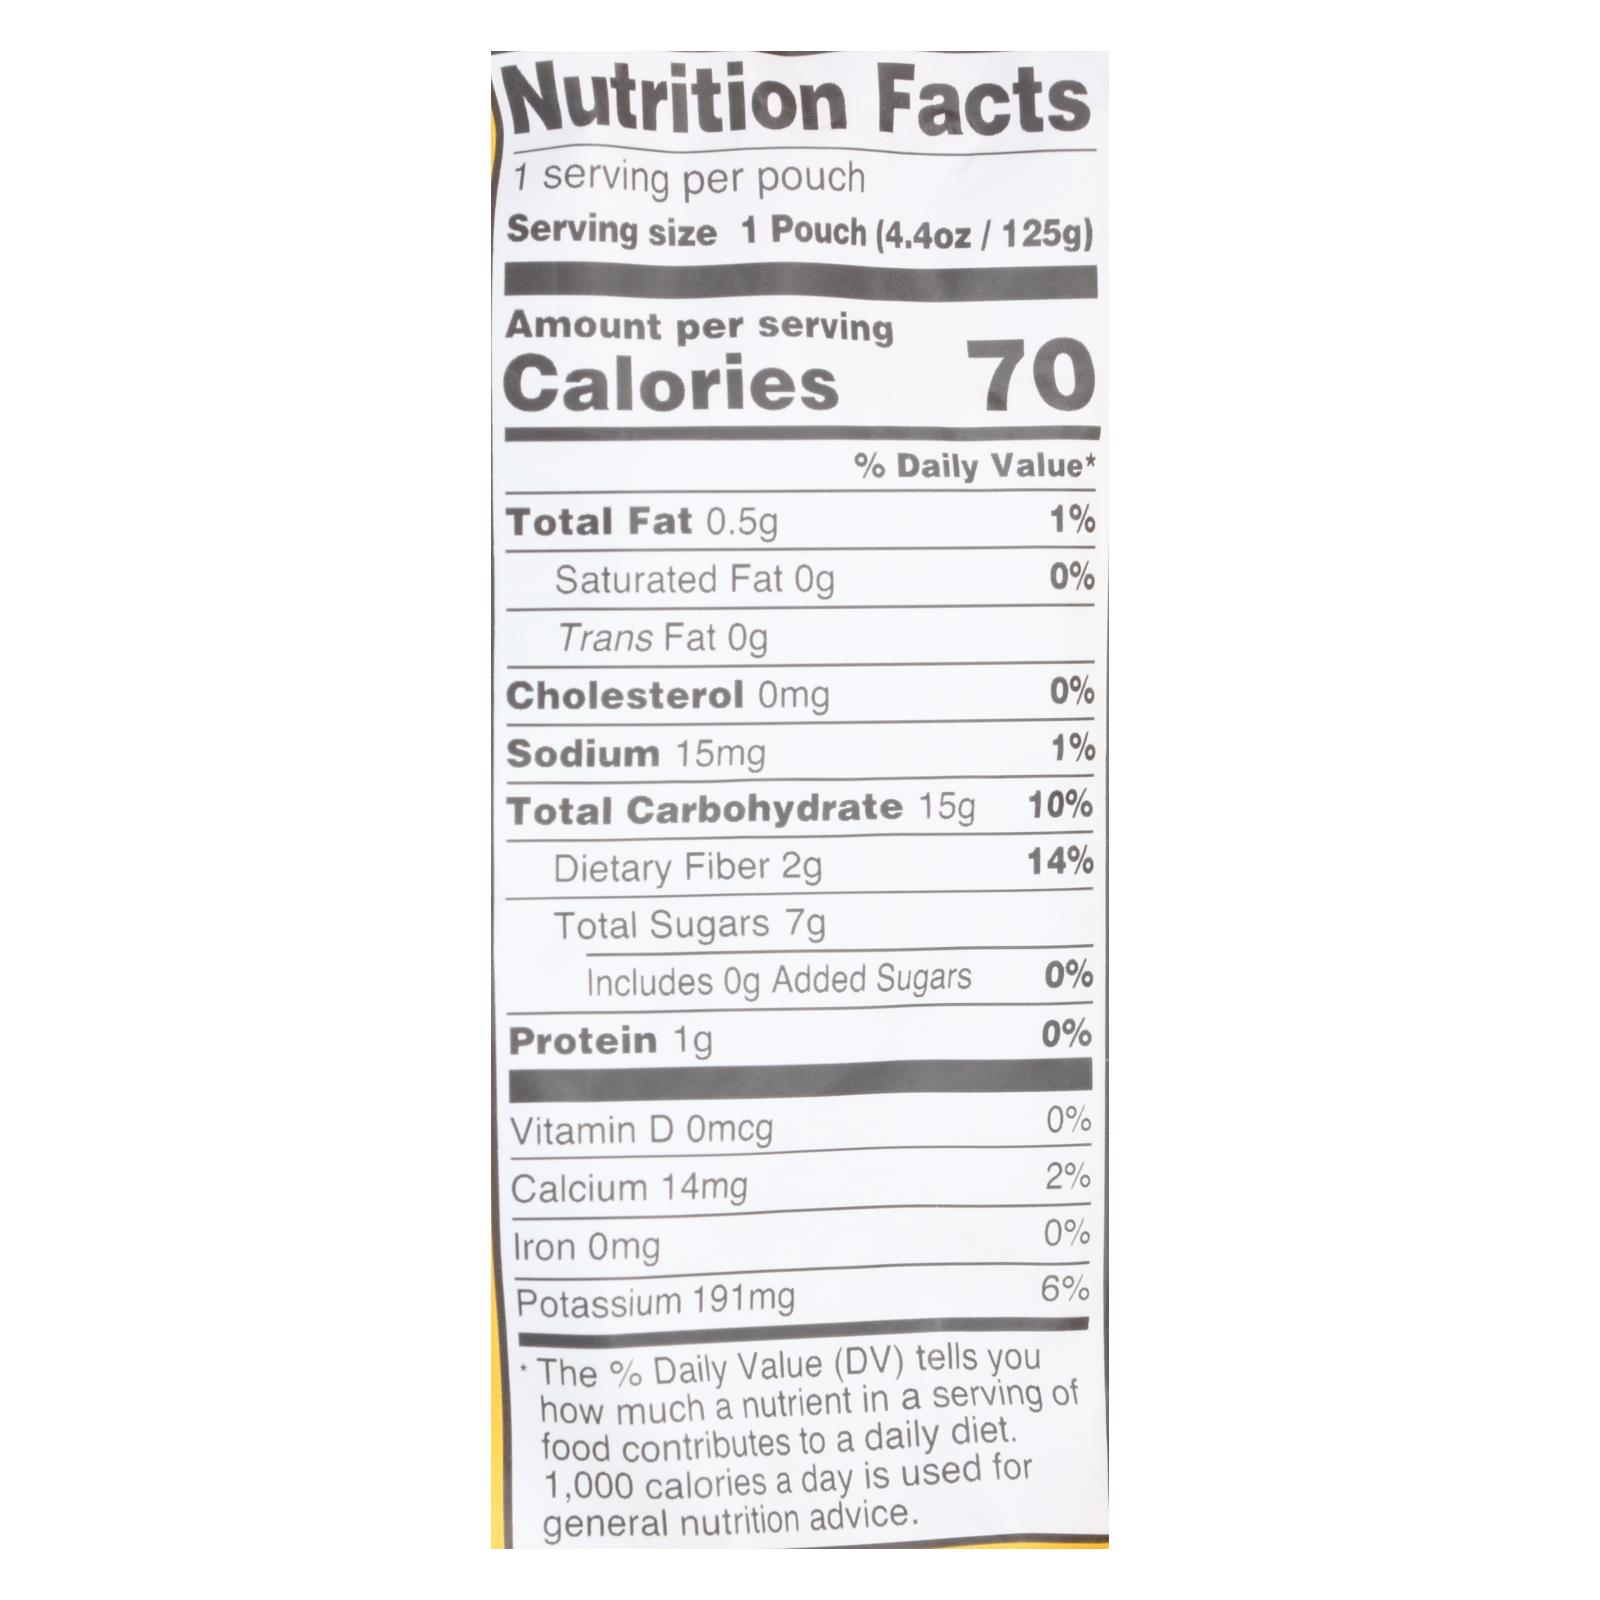 Nutrition Facts
1 serving per pouch
Serving size 1 Pouch (4.4oz / 125g)
Amount per serving
Calories 70
% Daily Value*
Total Fat 0.5g 1%
Saturated Fat 0g 0%
Trans Fat 0g
Cholesterol 0mg 0%
Sodium 15mg 1%
Total Carbohydrate 15g 10%
Dietary Fiber 2g 14%
Total Sugars 7g
Includes 0g Added Sugars 0%
Protein 1g 0%
Vitamin D 0mcg 0%
Calcium 14mg 2%
Iron 0mg 0%
Potassium 191mg 6%
* The % Daily Value (DV) tells you
how much a nutrient in a serving of
food contributes to a daily diet.
1,000 calories a day is used for
general nutrition advice.